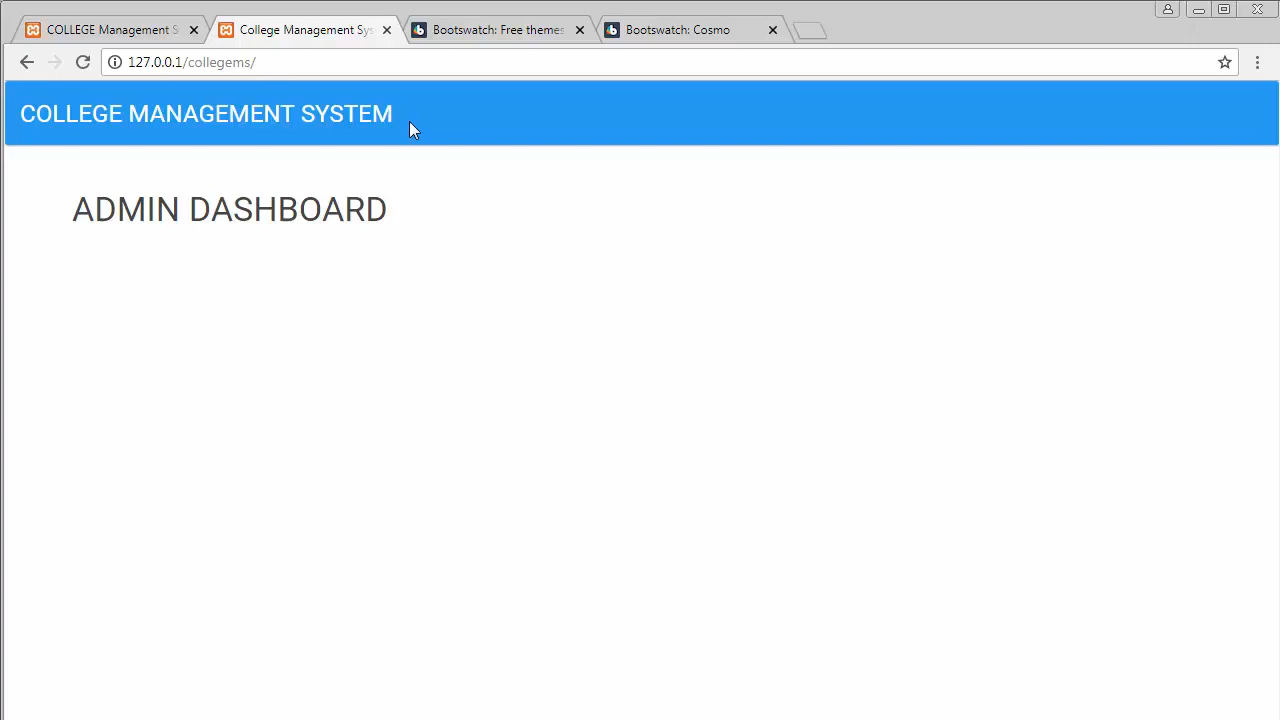 COLLEGE Management S
College Management Sys
Bootswatch: Free themes
Bootswatch: Cosmo
127.0.0.1/collegems/
COLLEGE MANAGEMENT SYSTEM
ADMIN DASHBOARD